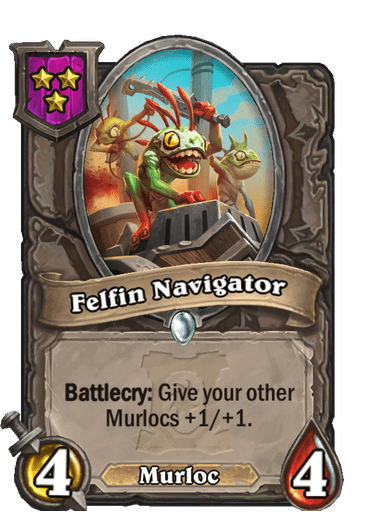 Felfin Navigator
Battlecry: Give your other
Murlocs +1/+1.
4
Murloc
4